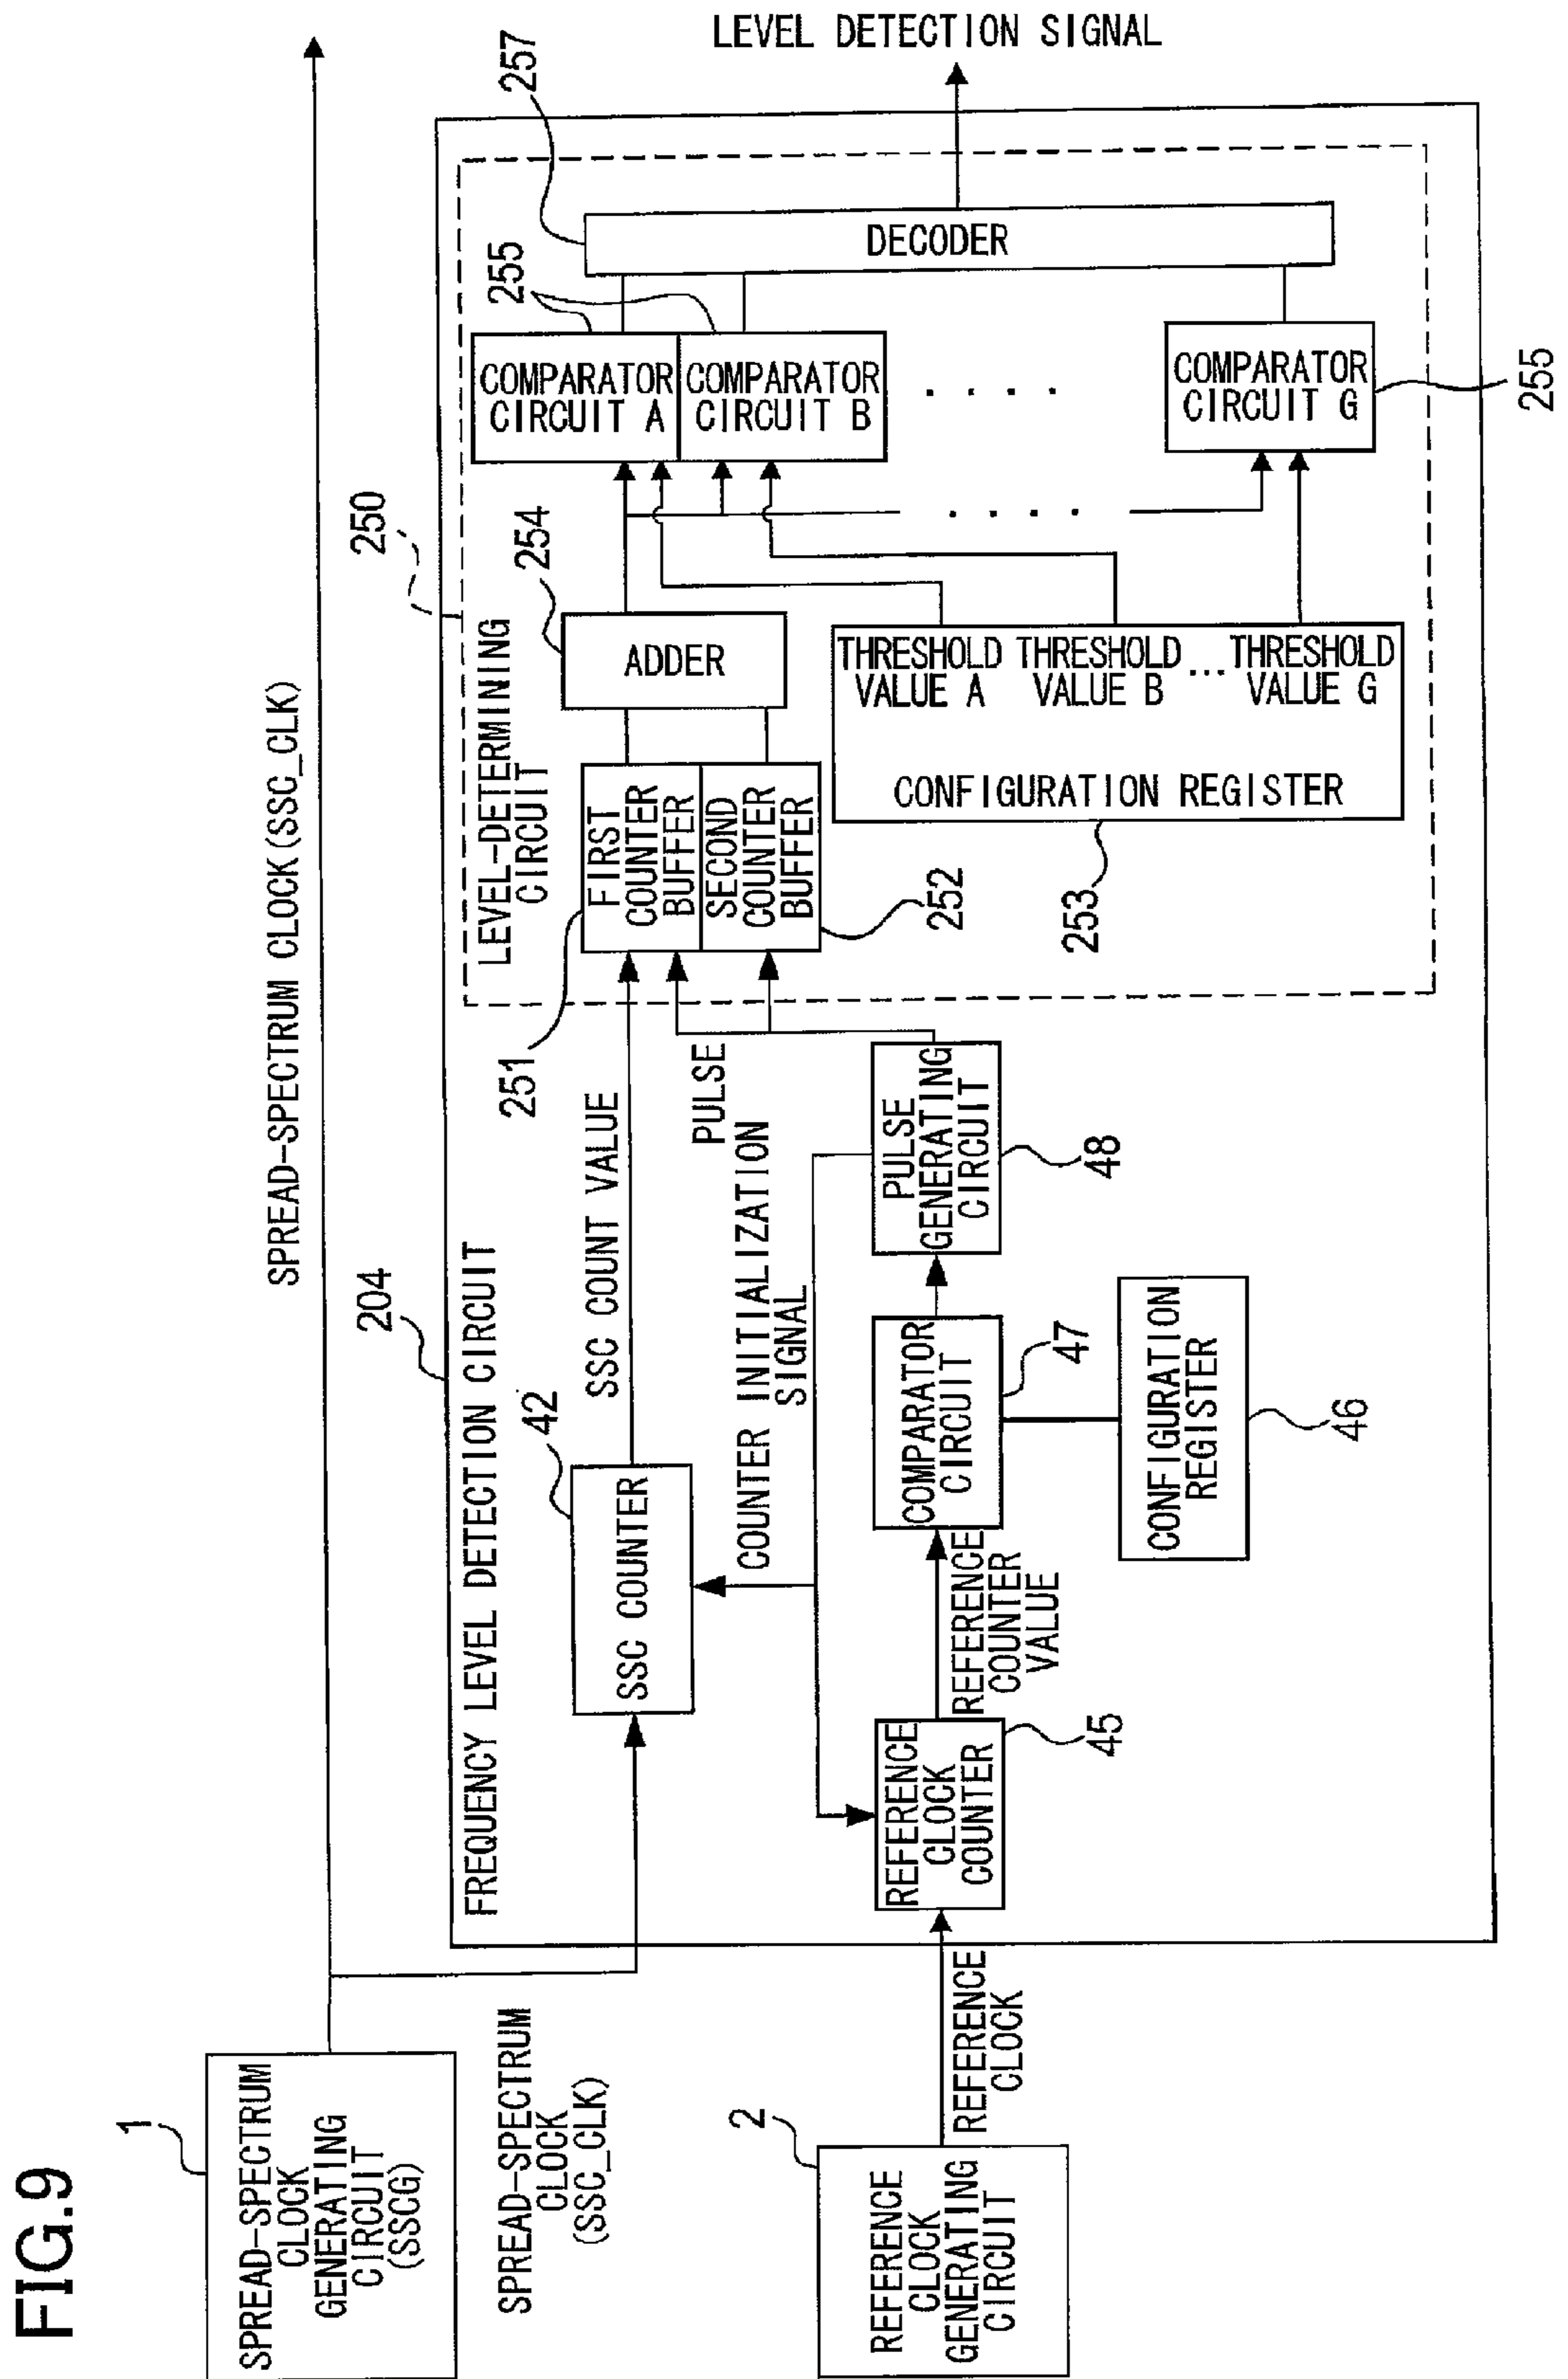 FIG.9
SPREAD-SPECTRUM CLOCK(SSC_CLK)
1
SPREAD-SPECTRUM
CLOCK
GENERATING
CIRCUIT
(SSCG)
SPREAD-SPECTRUM
CLOCK
(SSC_CLK)
2
REFERENCE
CLOCK
GENERATING
CIRCUIT
REFERENCE
CLOCK
204
FREQUENCY LEVEL DETECTION CIRCUIT
42
SSC COUNTER
SSC COUNT VALUE
COUNTER INITIALIZATION
SIGNAL
PULSE
REFERENCE
CLOCK
COUNTER
45
REFERENCE
COUNTER
VALUE
COMPARATOR
CIRCUIT
47
CONFIGURATION
REGISTER
46
PULSE
GENERATING
CIRCUIT
48
250
LEVEL-DETERMINING
CIRCUIT
251
FIRST
COUNTER
BUFFER
SECOND
COUNTER
BUFFER
252
254
ADDER
THRESHOLD
VALUE A
THRESHOLD
VALUE B
...
THRESHOLD
VALUE G
CONFIGURATION REGISTER
253
255
COMPARATOR
CIRCUIT A
COMPARATOR
CIRCUIT B
. . . .
. . . .
COMPARATOR
CIRCUIT G
255
257
DECODER
LEVEL DETECTION SIGNAL